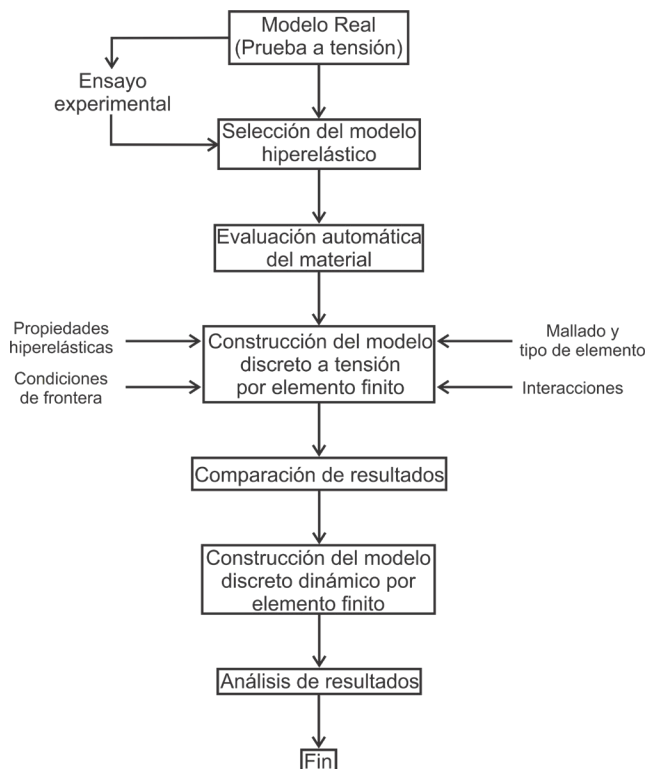 Modelo Real
(Prueba a tensión)
Ensayo
experimental
Selección del modelo
hiperelástico
Evaluación automática
del material
Propiedades
hiperelásticas
Condiciones
de frontera
Construcción del modelo
discreto a tensión
por elemento finito
Mallado y
tipo de elemento
Interacciones
Comparación de resultados
Construcción del modelo
discreto dinámico por
elemento finito
Análisis de resultados
Fin